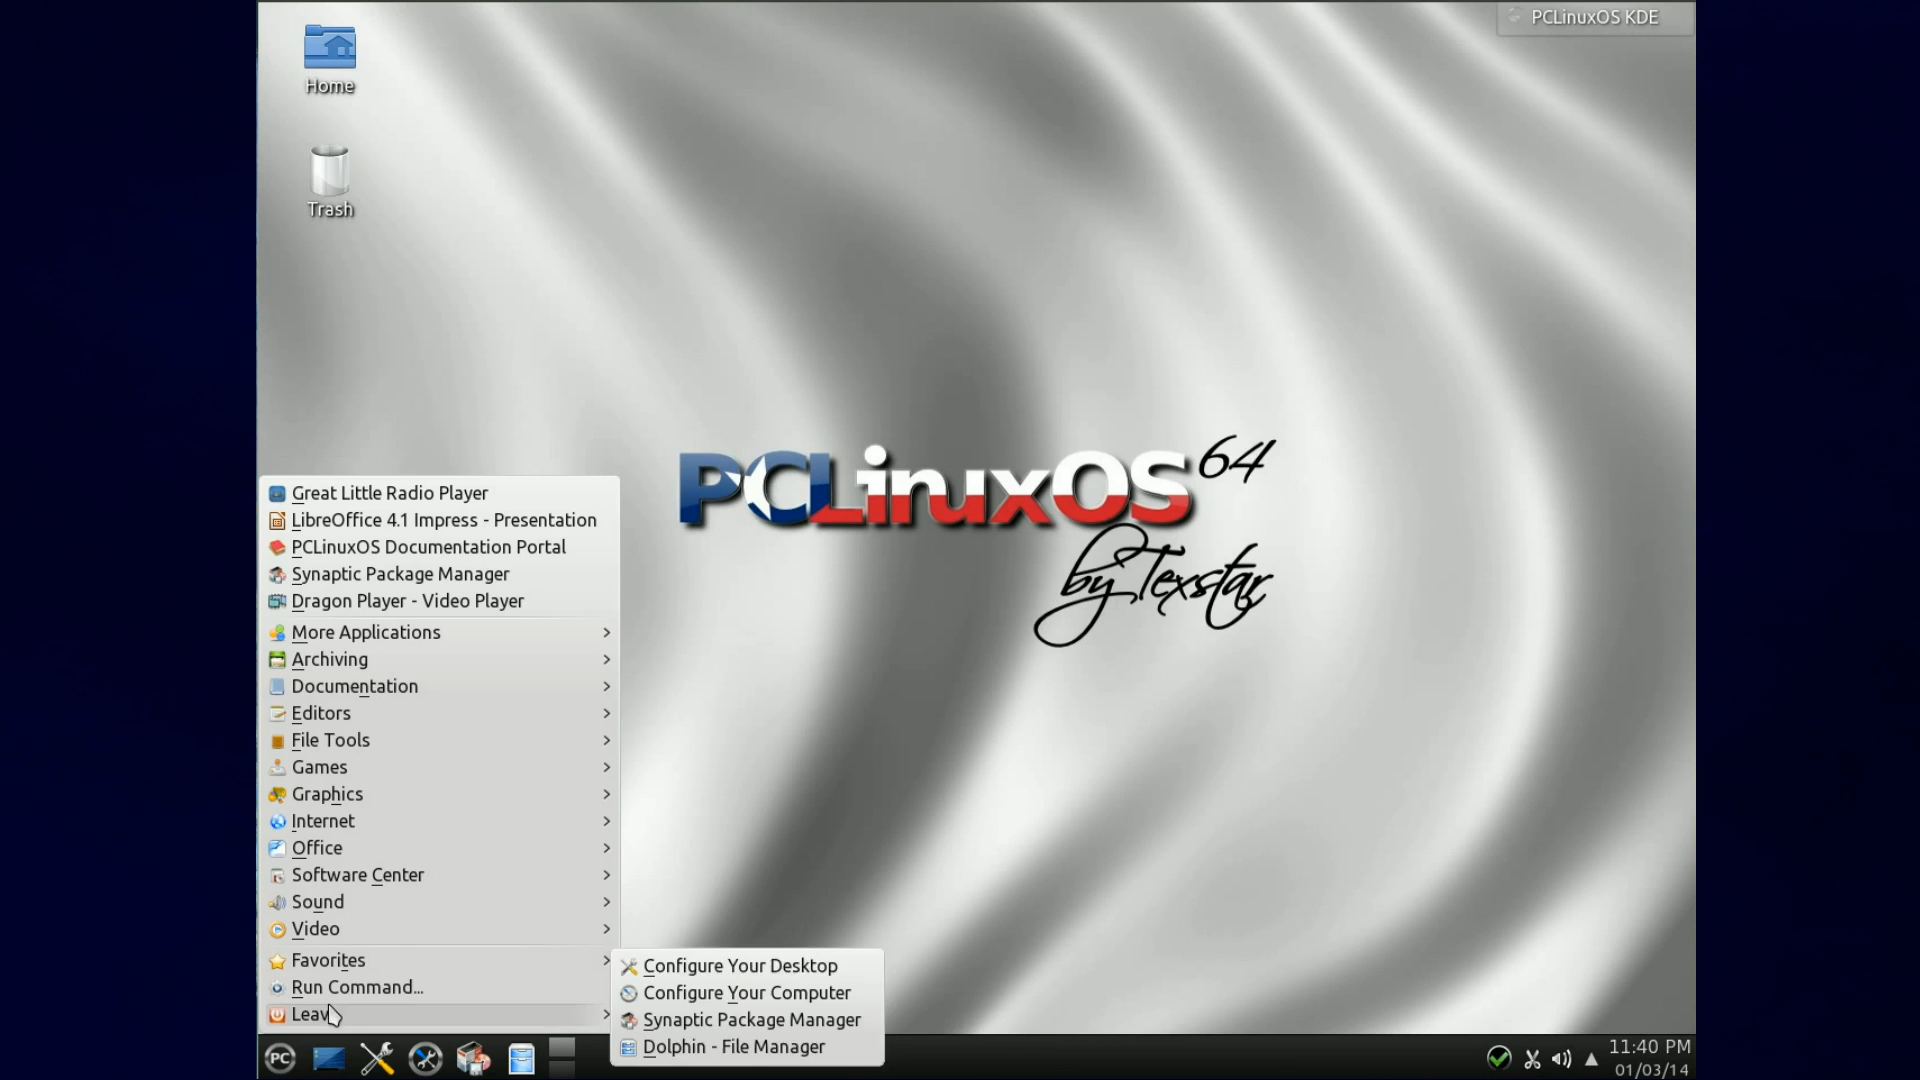 Home
Trash
PCLinuxOS KDE
PCLinuxOS 64
by Texstar
Great Little Radio Player
LibreOffice 4.1 Impress - Presentation
PCLinuxOS Documentation Portal
Synaptic Package Manager
Dragon Player - Video Player
More Applications
Archiving
Documentation
Editors
File Tools
Games
Graphics
Internet
Office
Software Center
Sound
Video
Favorites
Run Command...
Leav
Configure Your Desktop
Configure Your Computer
Synaptic Package Manager
Dolphin - File Manager
PC
11:40 PM
01/03/14